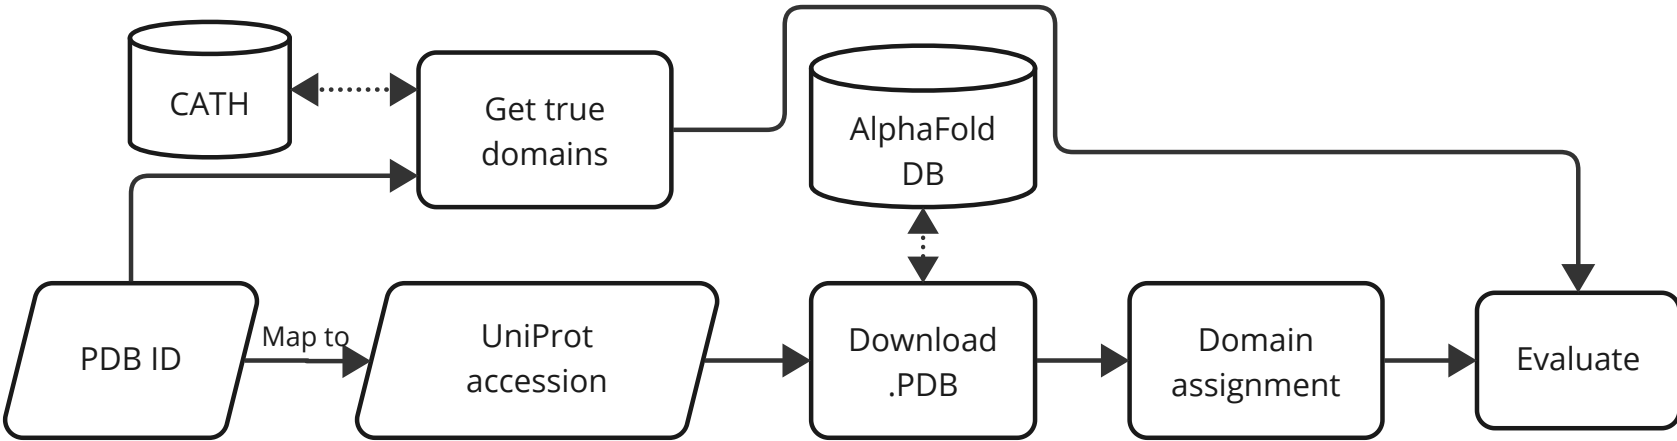 CATH
Get true
domains
AlphaFold
DB
PDB ID
Map to
UniProt
accession
Download
.PDB
Domain
assignment
Evaluate